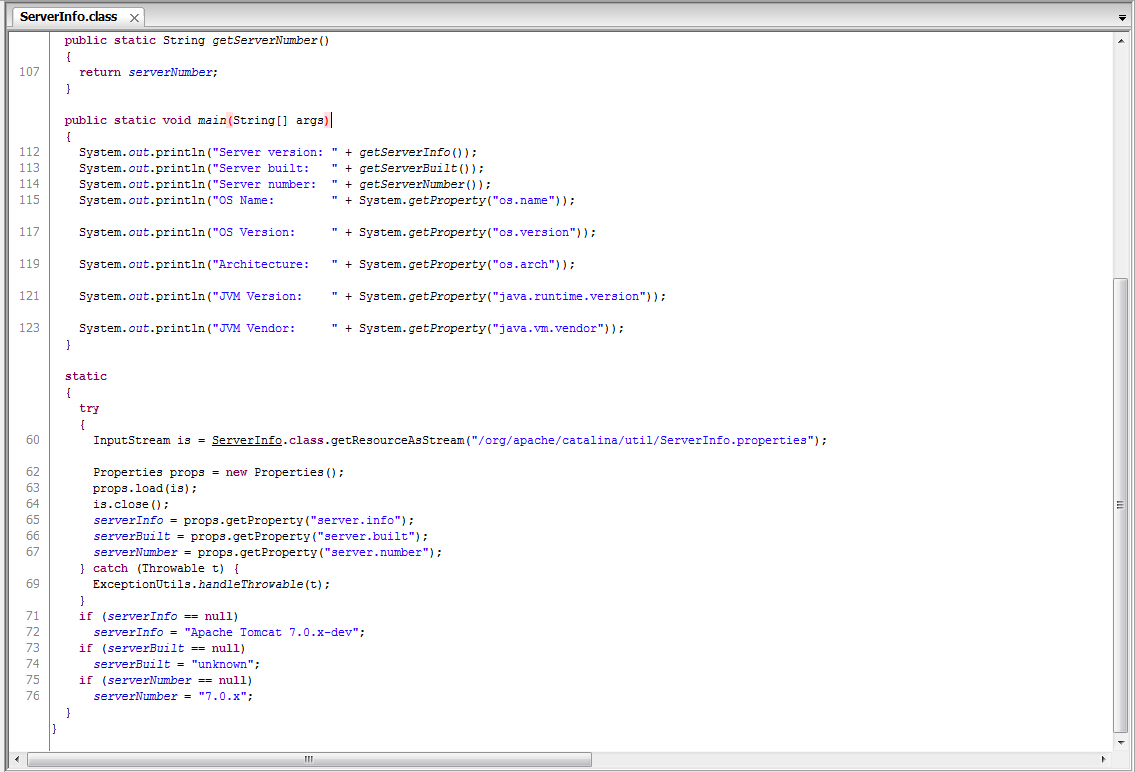 ServerInfo.class
public static String getServerNumber()
{
107 return serverNumber;
}
public static void main(String[] args)
{
112 System.out.println("Server version: " + getServerInfo());
113 System.out.println("Server built:   " + getServerBuilt());
114 System.out.println("Server number:  " + getServerNumber());
115 System.out.println("OS Name:        " + System.getProperty("os.name"));
117 System.out.println("OS Version:     " + System.getProperty("os.version"));
119 System.out.println("Architecture:   " + System.getProperty("os.arch"));
121 System.out.println("JVM Version:    " + System.getProperty("java.runtime.version"));
123 System.out.println("JVM Vendor:     " + System.getProperty("java.vm.vendor"));
}
static
{
try
{
60 InputStream is = ServerInfo.class.getResourceAsStream("/org/apache/catalina/util/ServerInfo.properties");
62 Properties props = new Properties();
63 props.load(is);
64 is.close();
65 serverInfo = props.getProperty("server.info");
66 serverBuilt = props.getProperty("server.built");
67 serverNumber = props.getProperty("server.number");
} catch (Throwable t) {
69 ExceptionUtils.handleThrowable(t);
}
71 if (serverInfo == null)
72 serverInfo = "Apache Tomcat 7.0.x-dev";
73 if (serverBuilt == null)
74 serverBuilt = "unknown";
75 if (serverNumber == null)
76 serverNumber = "7.0.x";
}
}